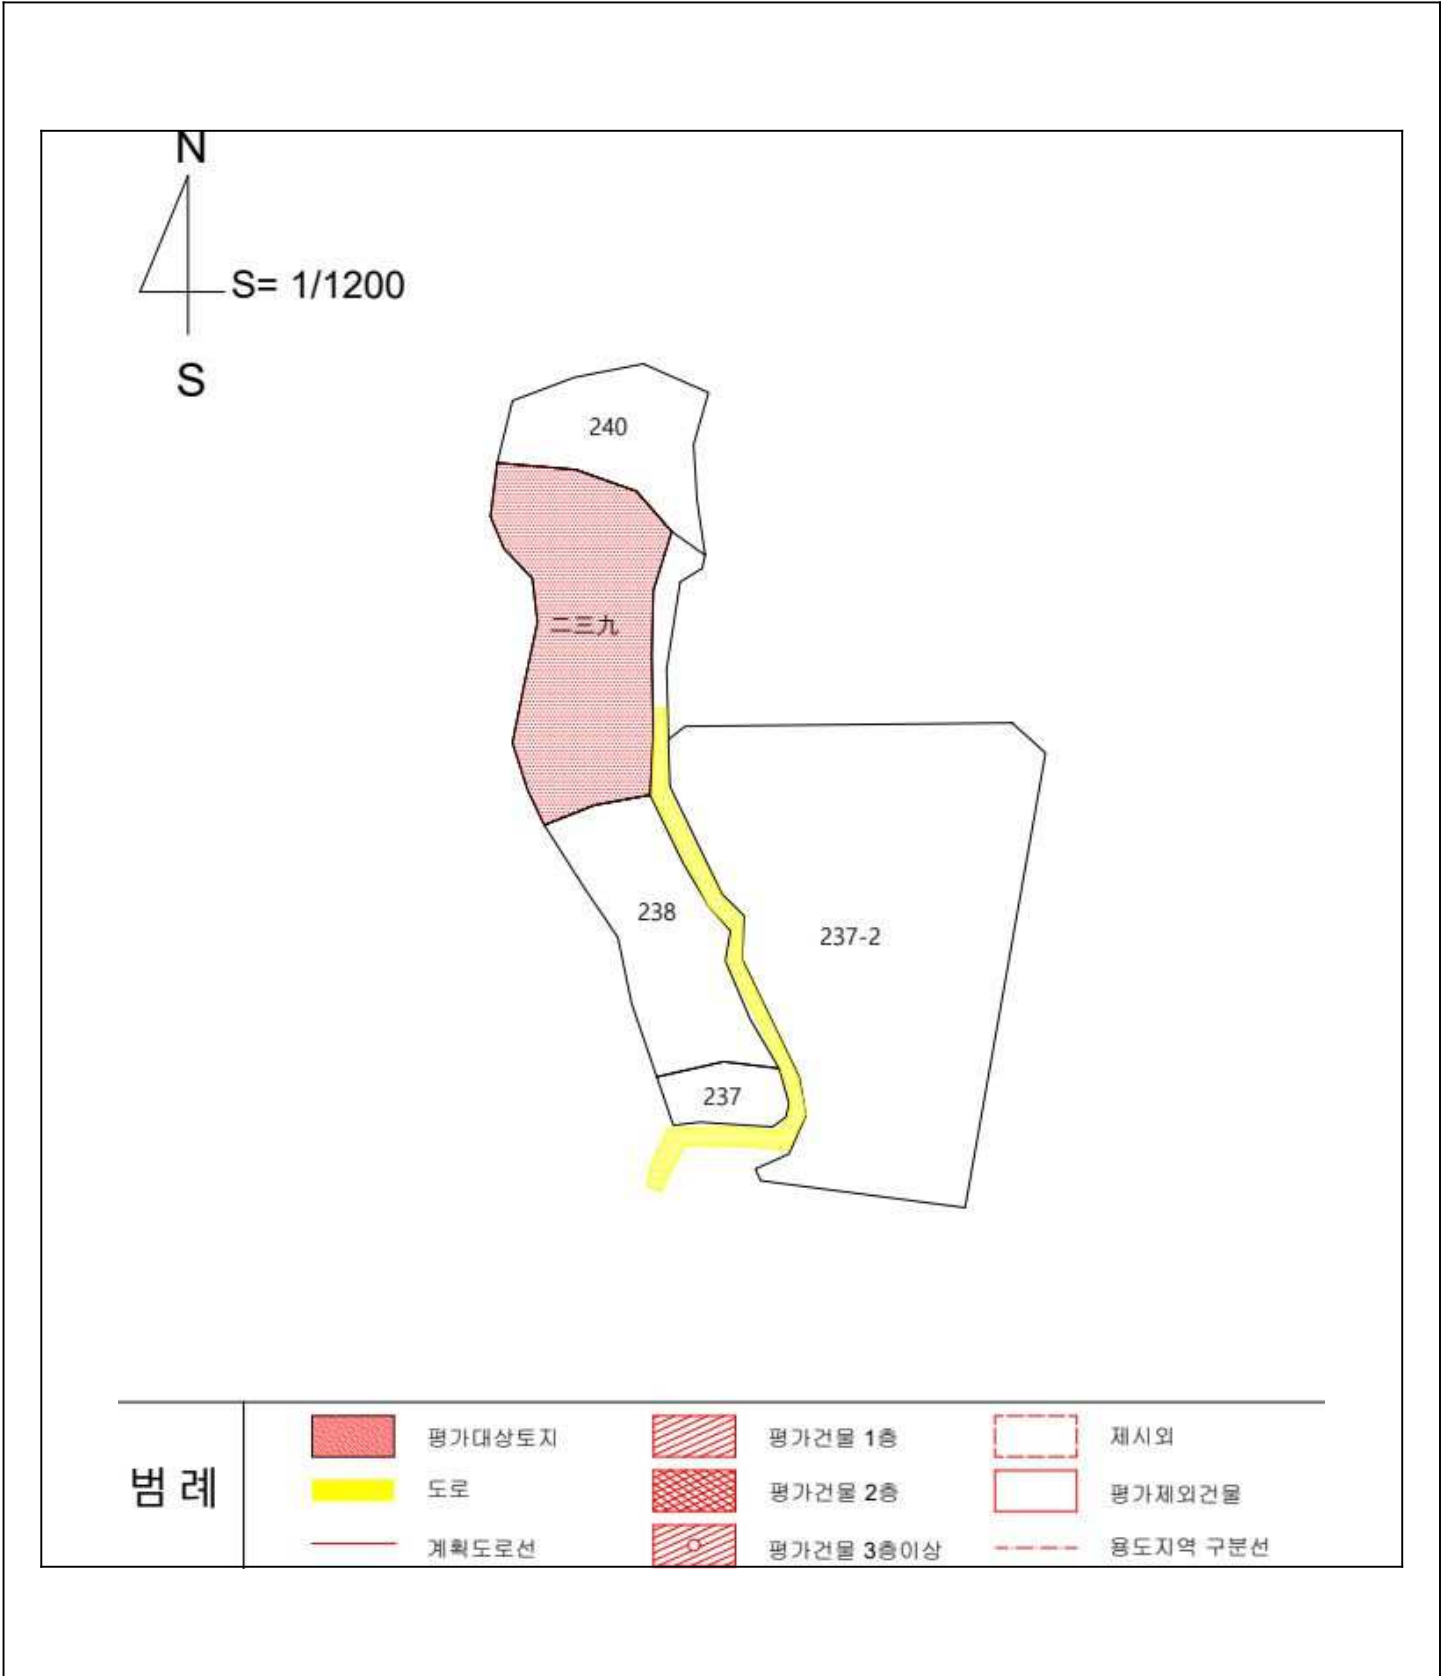 N
S= 1/1200
S
240
二三九
238
237-2
237
범 례
평가대상토지
평가건물 1층
제시외
도로
평가건물 2층
평가제외건물
계획도로선
평가건물 3층이상
용도지역 구분선